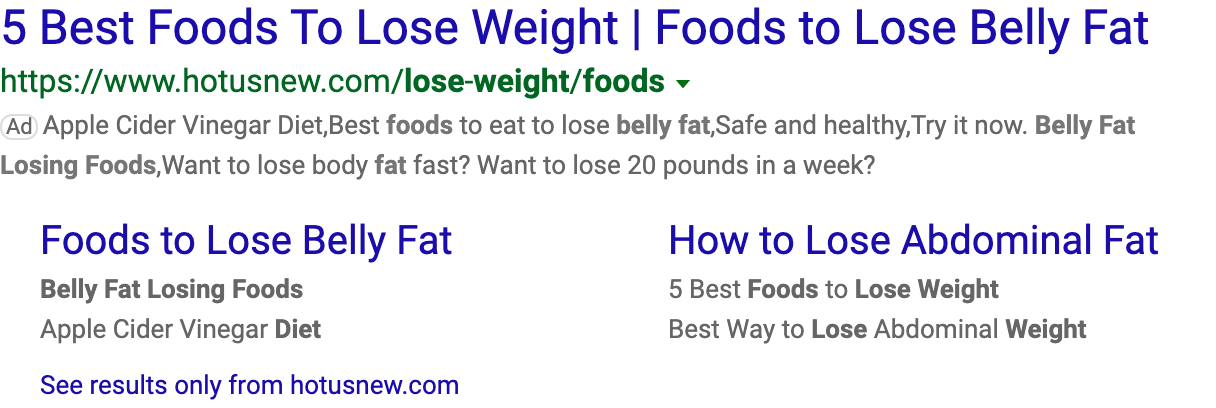 5 Best Foods To Lose Weight | Foods to Lose Belly Fat
https://www.hotusnew.com/lose-weight/foods
Ad Apple Cider Vinegar Diet,Best foods to eat to lose belly fat,Safe and healthy,Try it now. Belly Fat
Losing Foods,Want to lose body fat fast? Want to lose 20 pounds in a week?
Foods to Lose Belly Fat
Belly Fat Losing Foods
Apple Cider Vinegar Diet
How to Lose Abdominal Fat
5 Best Foods to Lose Weight
Best Way to Lose Abdominal Weight
See results only from hotusnew.com